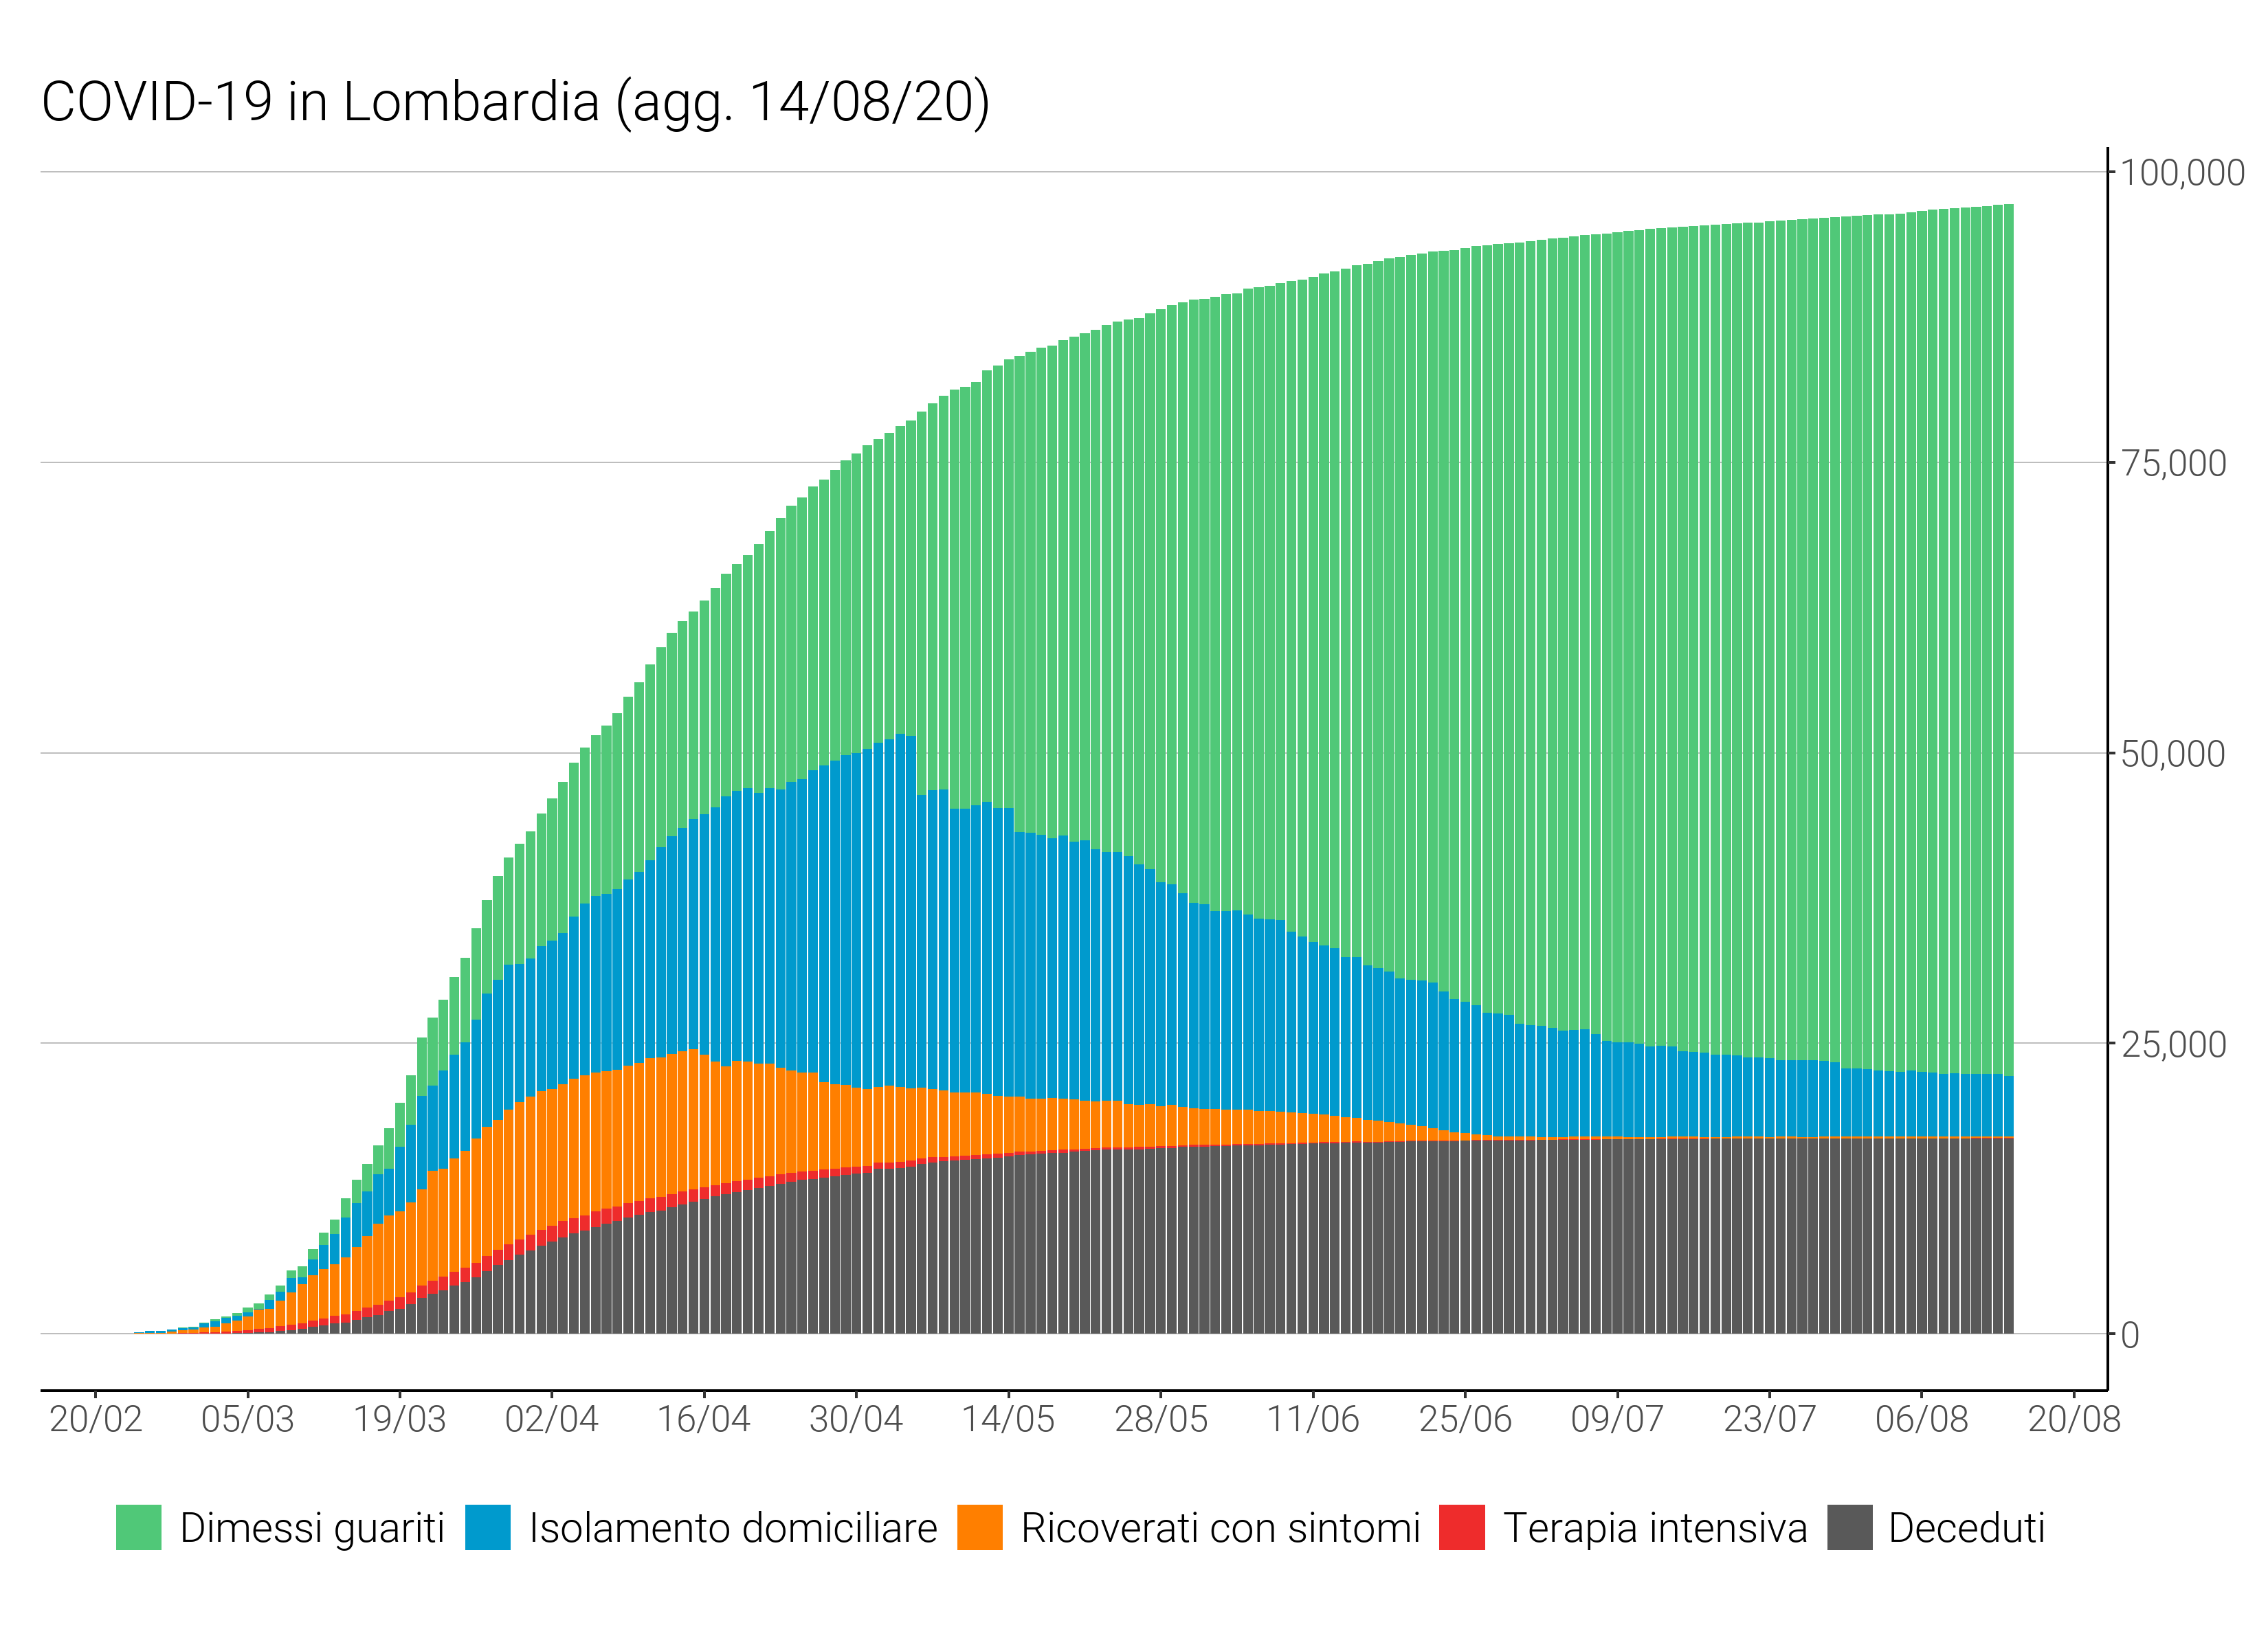 COVID-19 in Lombardia (agg. 14/08/20)
100,000
75,000
50,000
25,000
0
20/02 05/03 19/03 02/04 16/04 30/04 14/05 28/05 11/06 25/06 09/07 23/07 06/08 20/08
Dimessi guariti Isolamento domiciliare Ricoverati con sintomi Terapia intensiva Deceduti